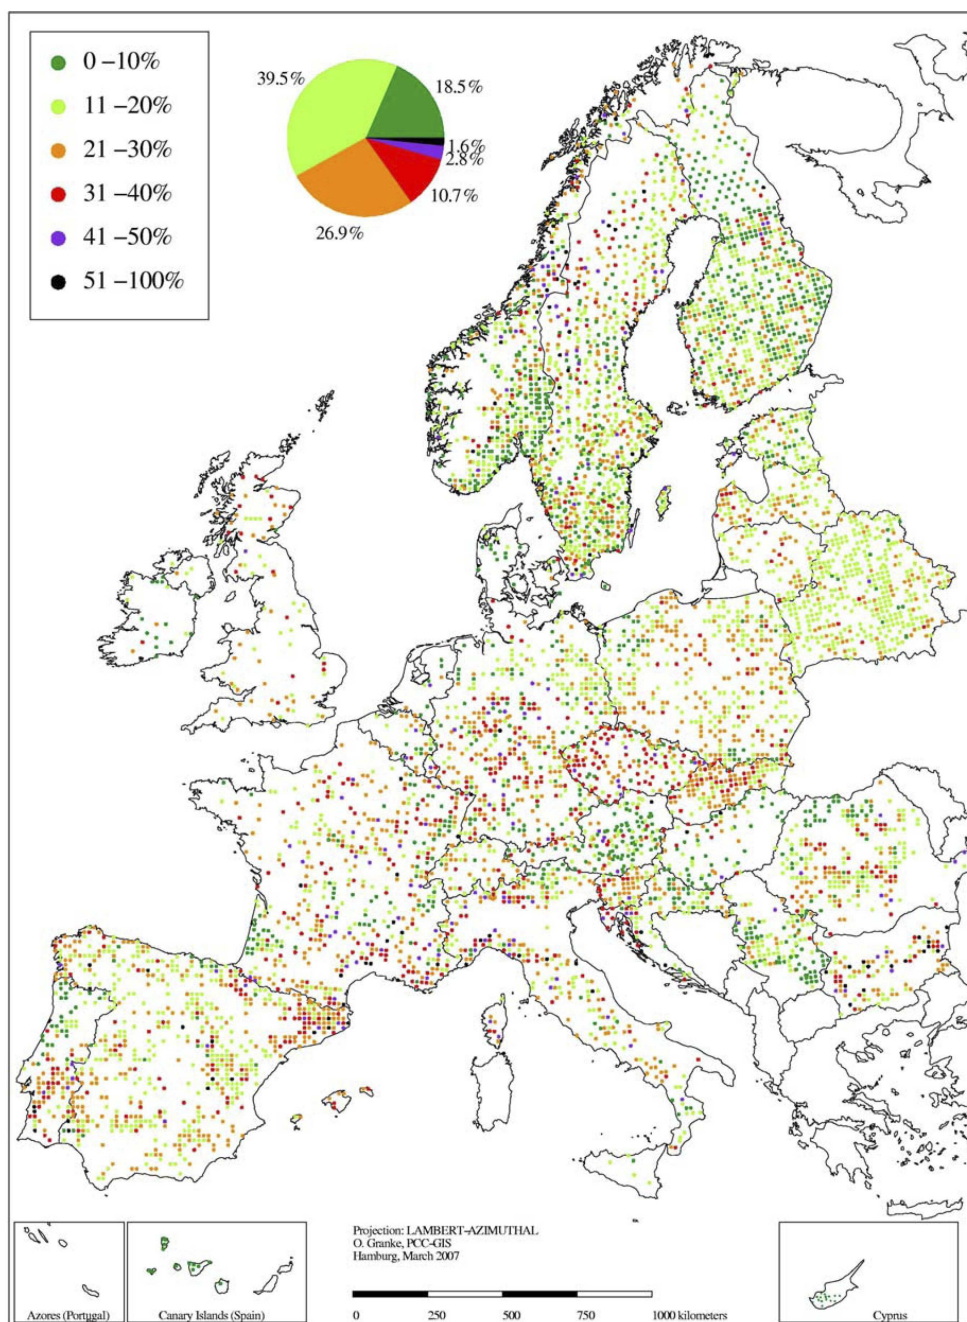 0 –10%
11 –20%
21 –30%
31 –40%
41 –50%
51 –100%
39.5%
18.5%
1.6%
2.8%
10.7%
26.9%
Projection: LAMBERT–AZIMUTHAL
O. Granke, PCC-GIS
Hamburg, March 2007
0 250 500 750 1000 kilometers
Azores (Portugal)
Canary Islands (Spain)
Cyprus